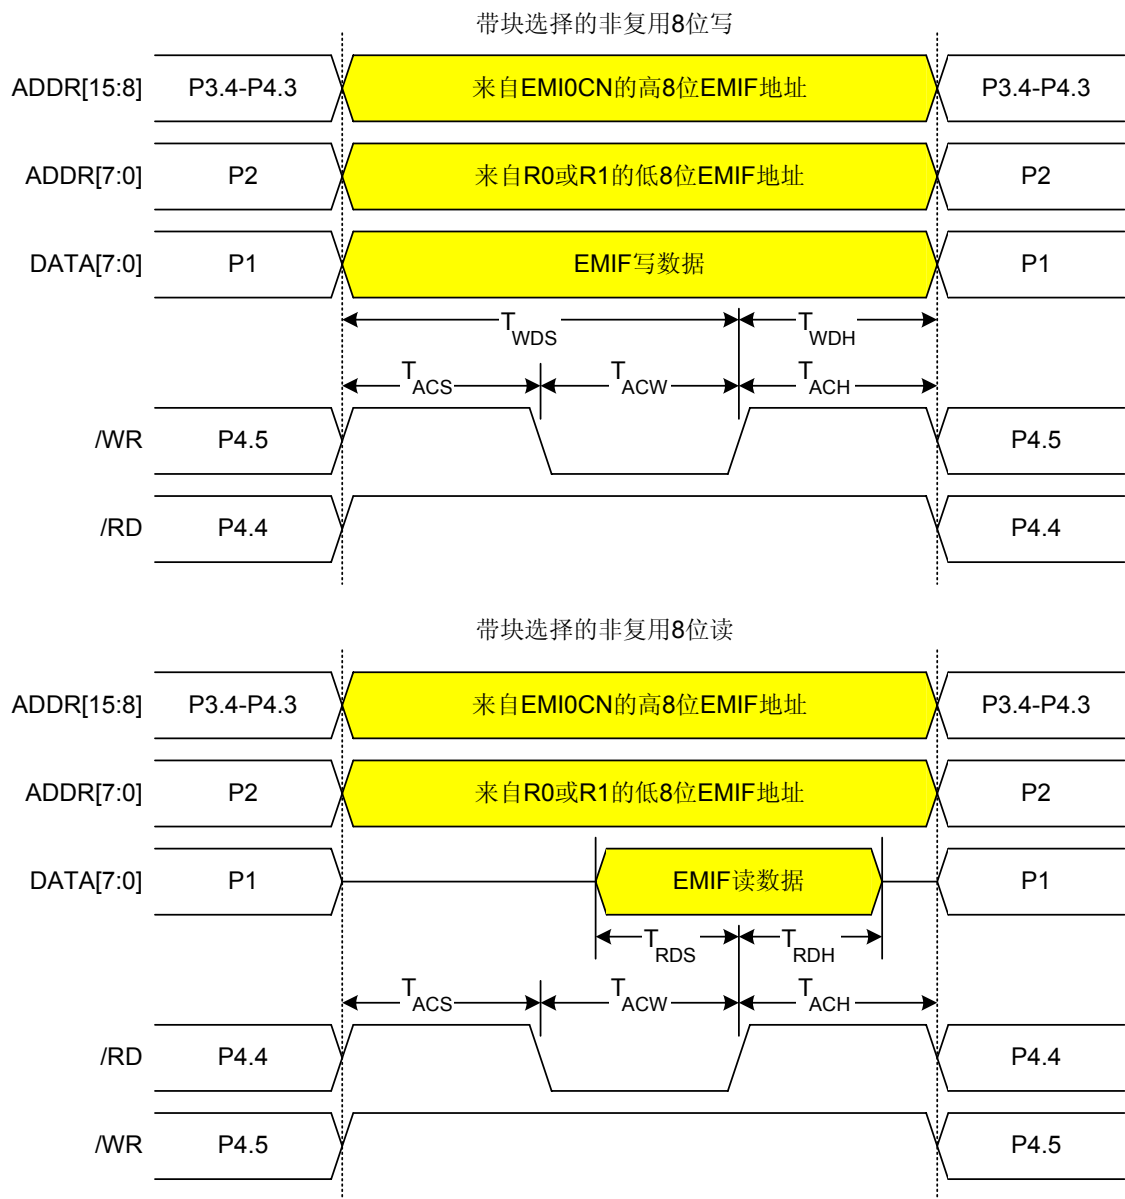 带块选择的非复用8位写
ADDR[15:8] P3.4-P4.3 来自EMI0CN的高8位EMIF地址 P3.4-P4.3
ADDR[7:0] P2 来自R0或R1的低8位EMIF地址 P2
DATA[7:0] P1 EMIF写数据 P1
TWDS TWDH
TACS TACW TACH
/WR P4.5 P4.5
/RD P4.4 P4.4
带块选择的非复用8位读
ADDR[15:8] P3.4-P4.3 来自EMI0CN的高8位EMIF地址 P3.4-P4.3
ADDR[7:0] P2 来自R0或R1的低8位EMIF地址 P2
DATA[7:0] P1 EMIF读数据 P1
TRDS TRDH
TACS TACW TACH
/RD P4.4 P4.4
/WR P4.5 P4.5